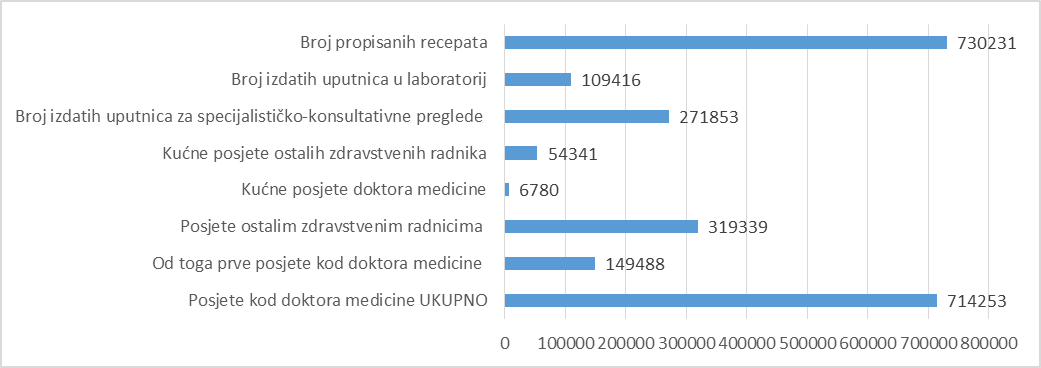 Broj propisanih recepata 730231
Broj izdatih uputnica u laboratorij 109416
Broj izdatih uputnica za specijalističko-konsultativne preglede 271853
Kućne posjete ostalih zdravstvenih radnika 54341
Kućne posjete doktora medicine 6780
Posjete ostalim zdravstvenim radnicima 319339
Od toga prve posjete kod doktora medicine 149488
Posjete kod doktora medicine UKUPNO 714253
0 100000 200000 300000 400000 500000 600000 700000 800000